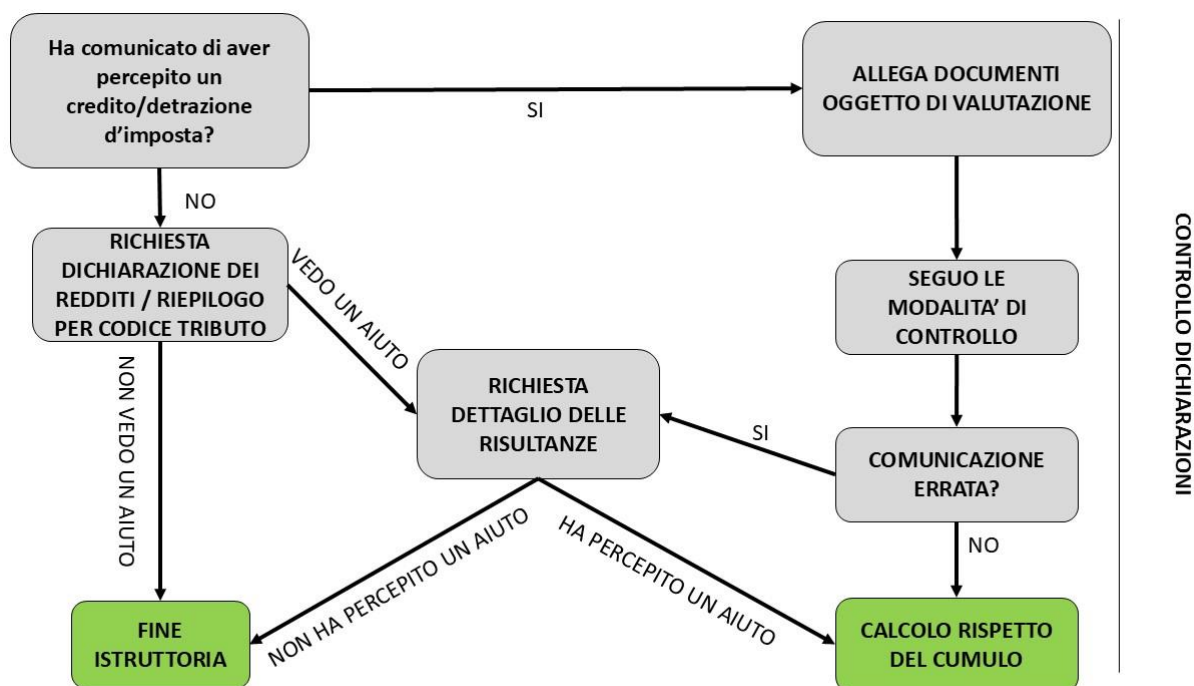 Ha comunicato di aver
percepito un
credito/detrazione
d'imposta?
SI
ALLEGA DOCUMENTI
OGGETTO DI VALUTAZIONE
NO
RICHIESTA
DICHIARAZIONE DEI
REDDITI / RIEPILOGO
PER CODICE TRIBUTO
VEDO UN AIUTO
SEGUO LE
MODALITA' DI
CONTROLLO
NON VEDO UN AIUTO
RICHIESTA
DETTAGLIO DELLE
RISULTANZE
SI
COMUNICAZIONE
ERRATA?
NON HA PERCEPITO UN AIUTO
HA PERCEPITO UN AIUTO
NO
FINE
ISTRUTTORIA
CALCOLO RISPETTO
DEL CUMULO
CONTROLLO DICHIARAZIONI